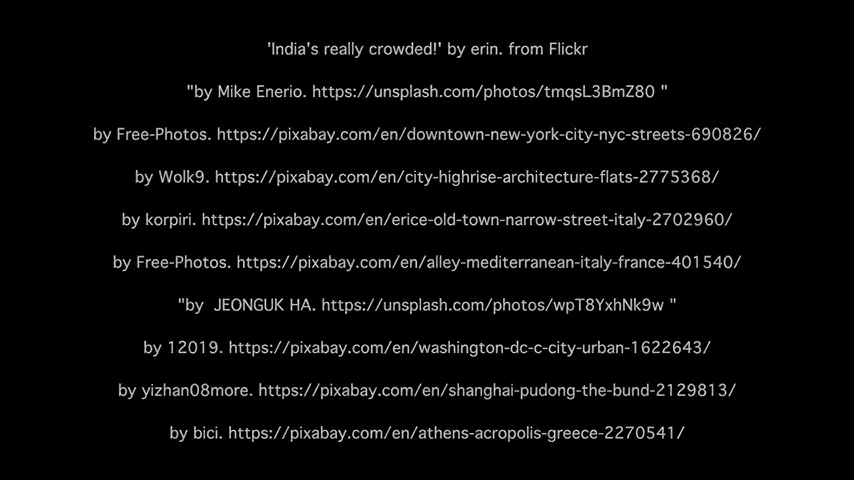 'India's really crowded!' by erin. from Flickr
"by Mike Enerio. https://unsplash.com/photos/tmqsL3BmZ80 "
by Free-Photos. https://pixabay.com/en/downtown-new-york-city-nyc-streets-690826/
by Wolk9. https://pixabay.com/en/city-highrise-architecture-flats-2775368/
by korpiri. https://pixabay.com/en/erice-old-town-narrow-street-italy-2702960/
by Free-Photos. https://pixabay.com/en/alley-mediterranean-italy-france-401540/
"by  JEONGUK HA. https://unsplash.com/photos/wpT8YxhNk9w "
by 12019. https://pixabay.com/en/washington-dc-c-city-urban-1622643/
by yizhan08more. https://pixabay.com/en/shanghai-pudong-the-bund-2129813/
by bici. https://pixabay.com/en/athens-acropolis-greece-2270541/